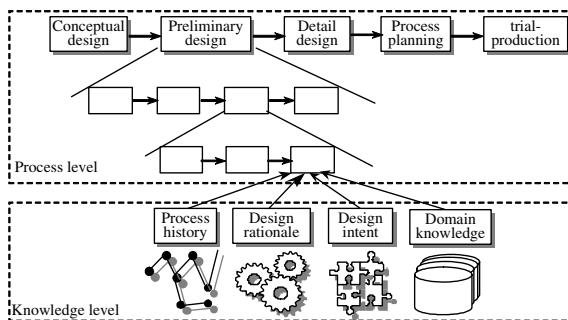 Conceptual
design
Preliminary
design
Detail
design
Process
planning
trial-
production
Process level
Process
history
Design
rationale
Design
intent
Domain
knowledge
Knowledge level